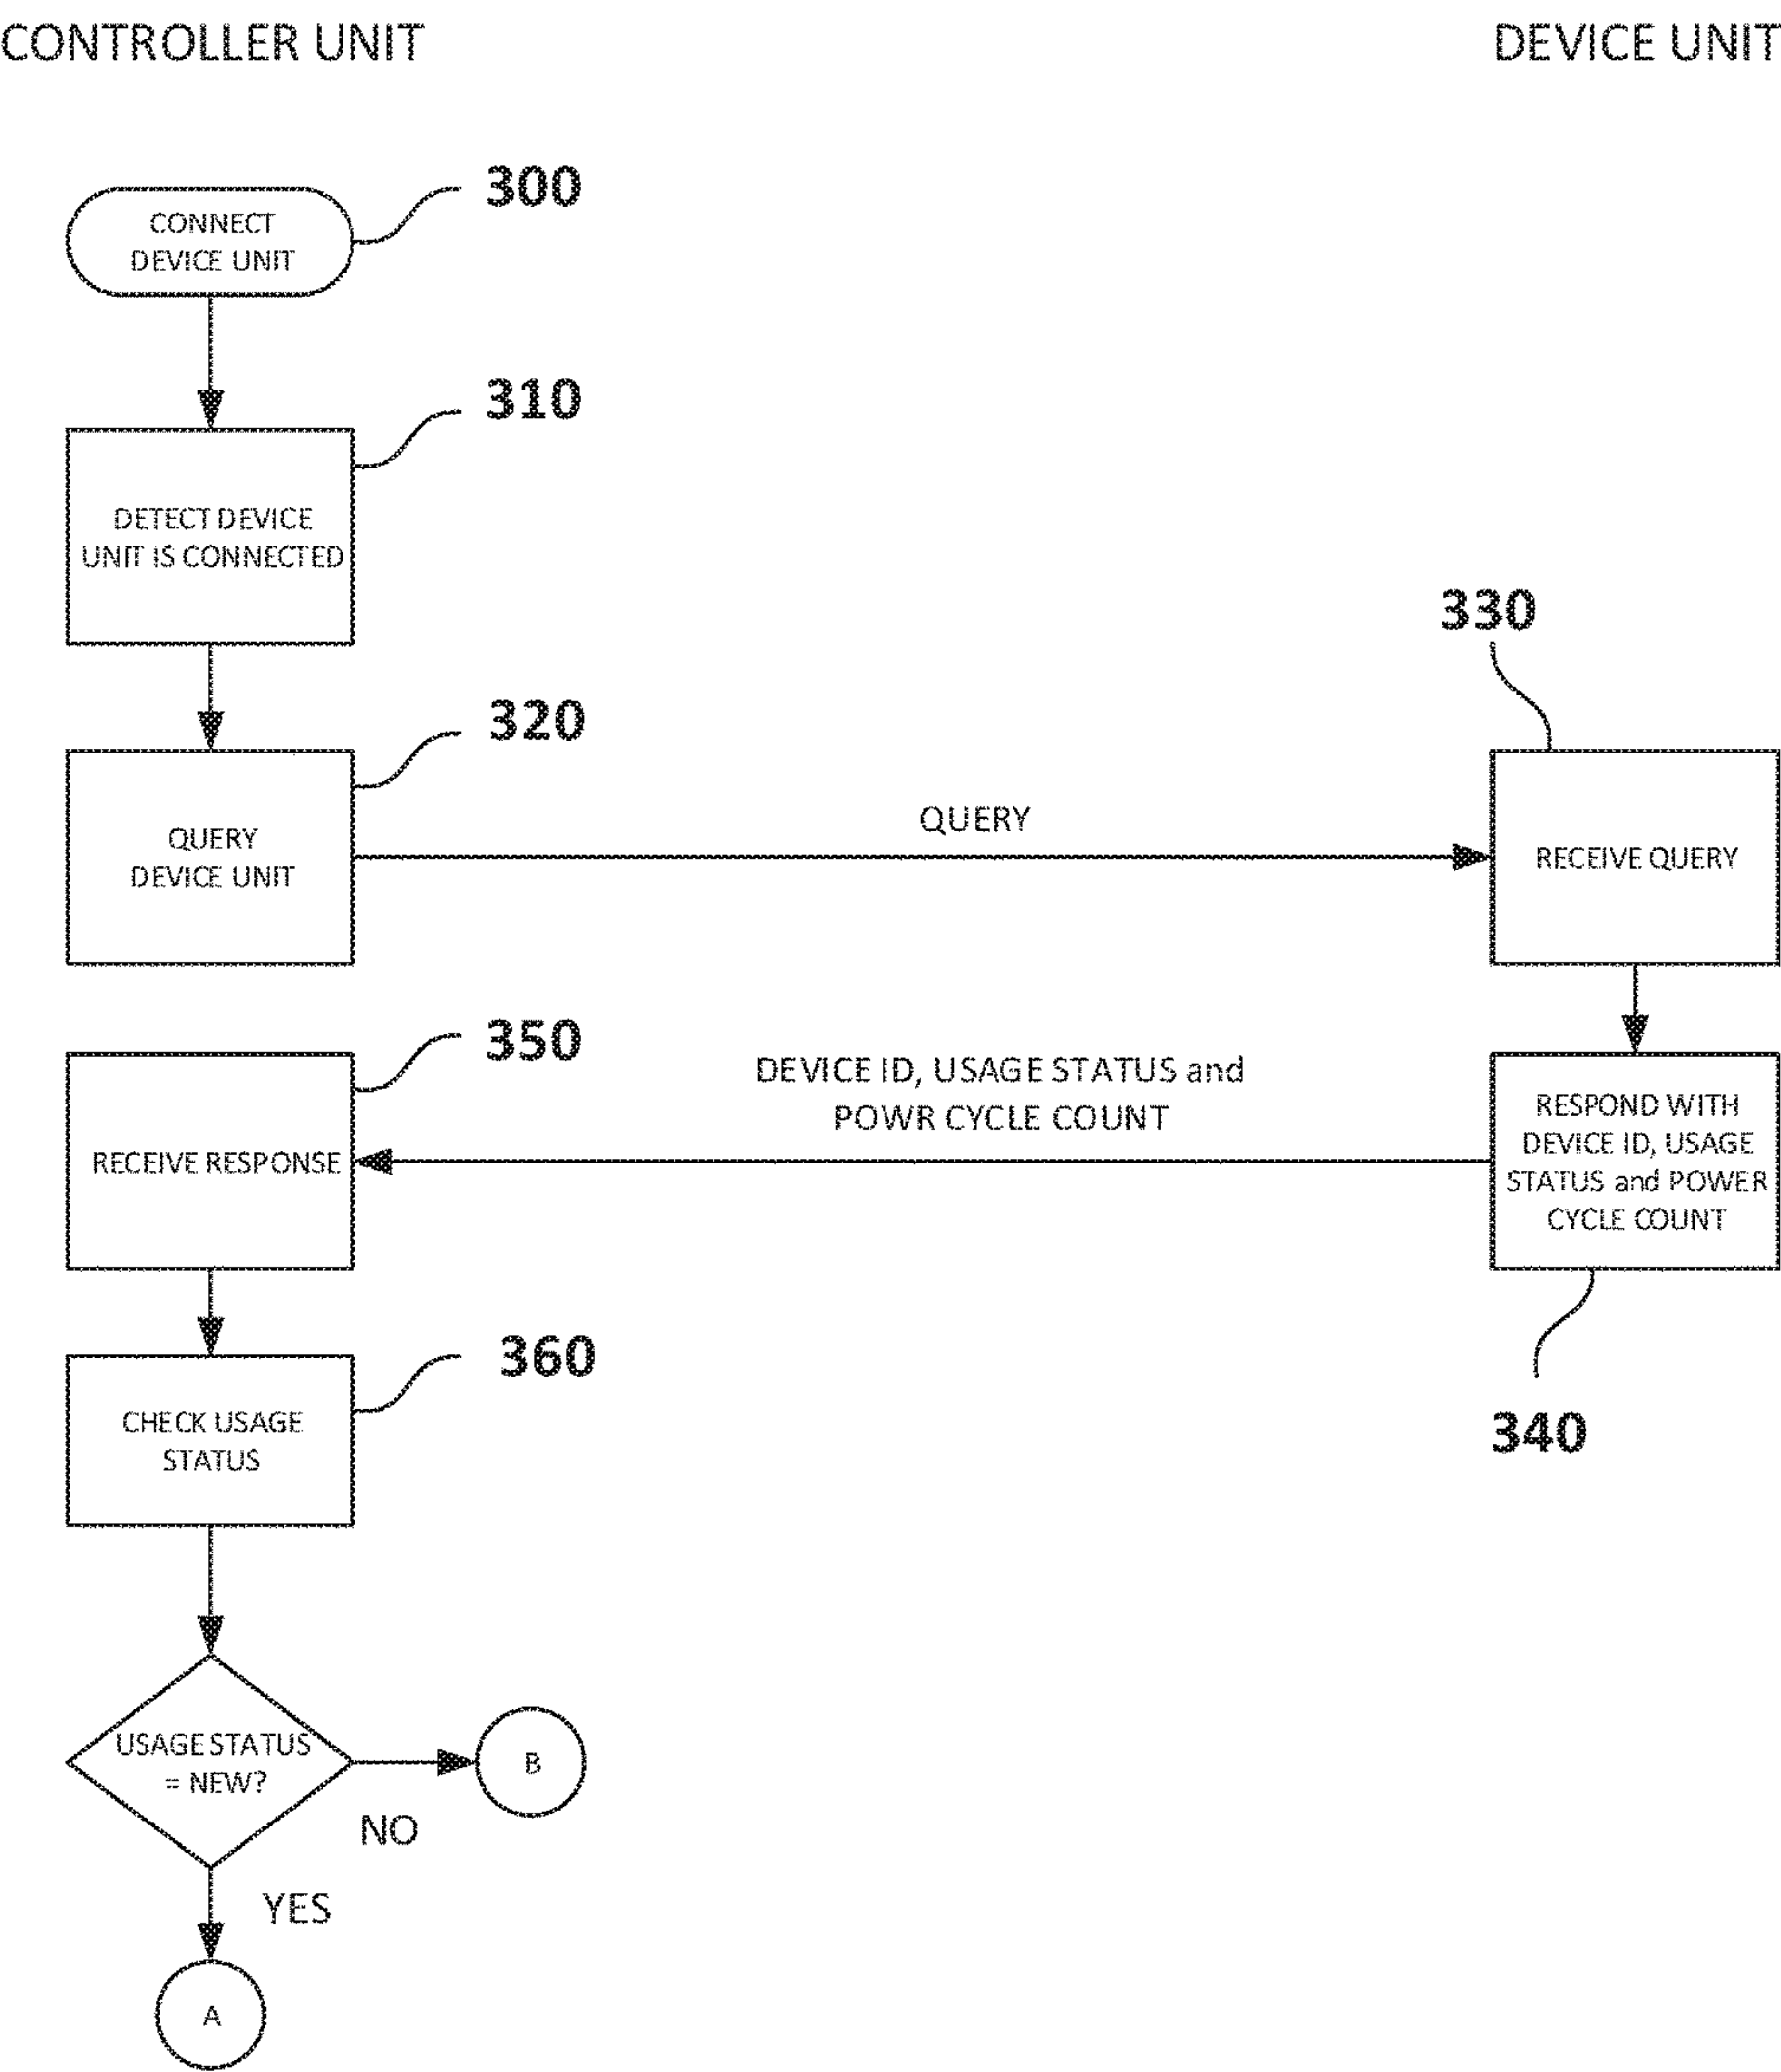 CONTROLLER UNIT
DEVICE UNIT
300
CONNECT
DEVICE UNIT
310
DETECT DEVICE
UNIT IS CONNECTED
320
QUERY
DEVICE UNIT
QUERY
330
RECEIVE QUERY
350
RECEIVE RESPONSE
DEVICE ID, USAGE STATUS and
POWR CYCLE COUNT
RESPOND WITH
DEVICE ID, USAGE
STATUS and POWER
CYCLE COUNT
340
360
CHECK USAGE
STATUS
USAGE STATUS
= NEW?
NO
B
YES
A